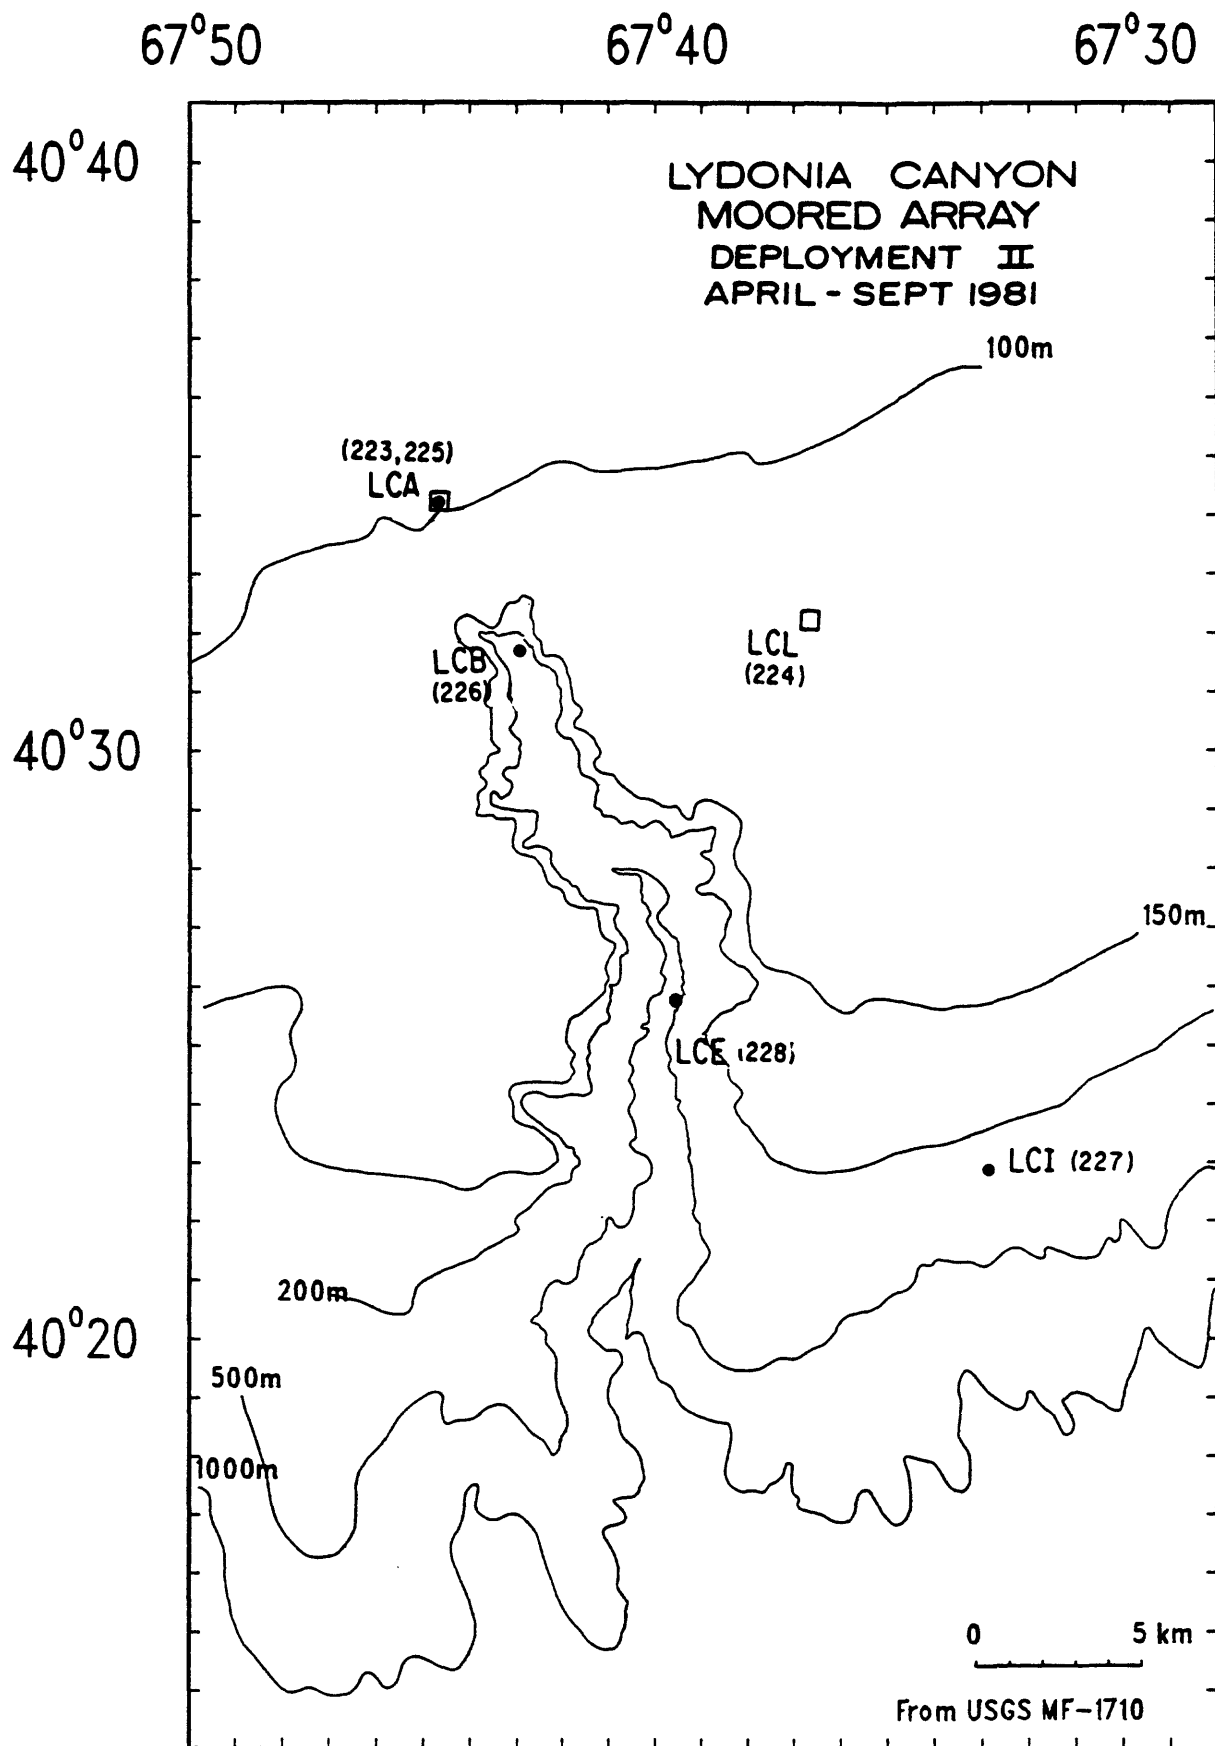 67°50
67°40
67°30
40°40
LYDONIA CANYON
MOORED ARRAY
DEPLOYMENT II
APRIL - SEPT 1981
100m
(223,225)
LCA
LCL
(224)
LCB
(226)
40°30
150m
LCE (228)
LCI (227)
200m
40°20
500m
1000m
0 5 km
From USGS MF-1710